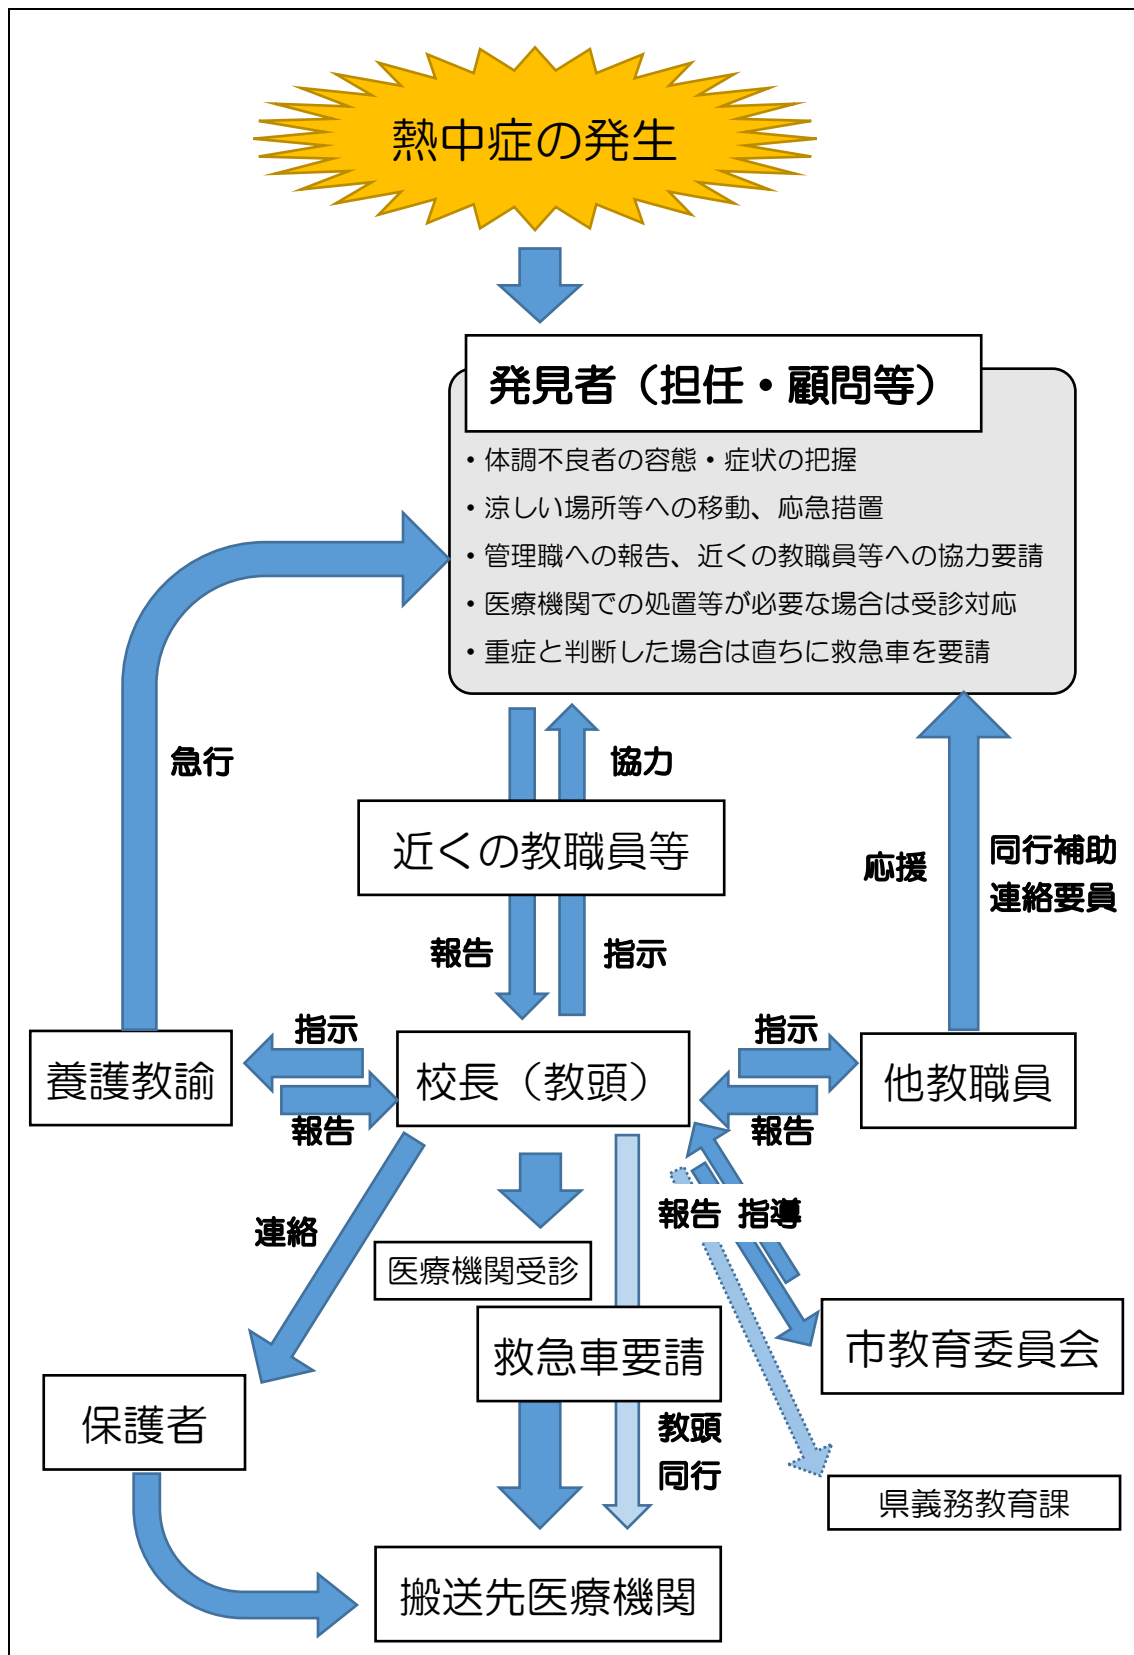 熱中症の発生
発見者（担任・顧問等）
・体調不良者の容態・症状の把握
・涼しい場所等への移動、応急措置
・管理職への報告、近くの教職員等への協力要請
・医療機関での処置等が必要な場合は受診対応
・重症と判断した場合は直ちに救急車を要請
急行
協力
近くの教職員等
応援
同行補助
連絡要員
報告
指示
指示
指示
養護教諭
校長（教頭）
他教職員
報告
報告
連絡
報告 指導
医療機関受診
救急車要請
市教育委員会
保護者
教頭
同行
県義務教育課
搬送先医療機関